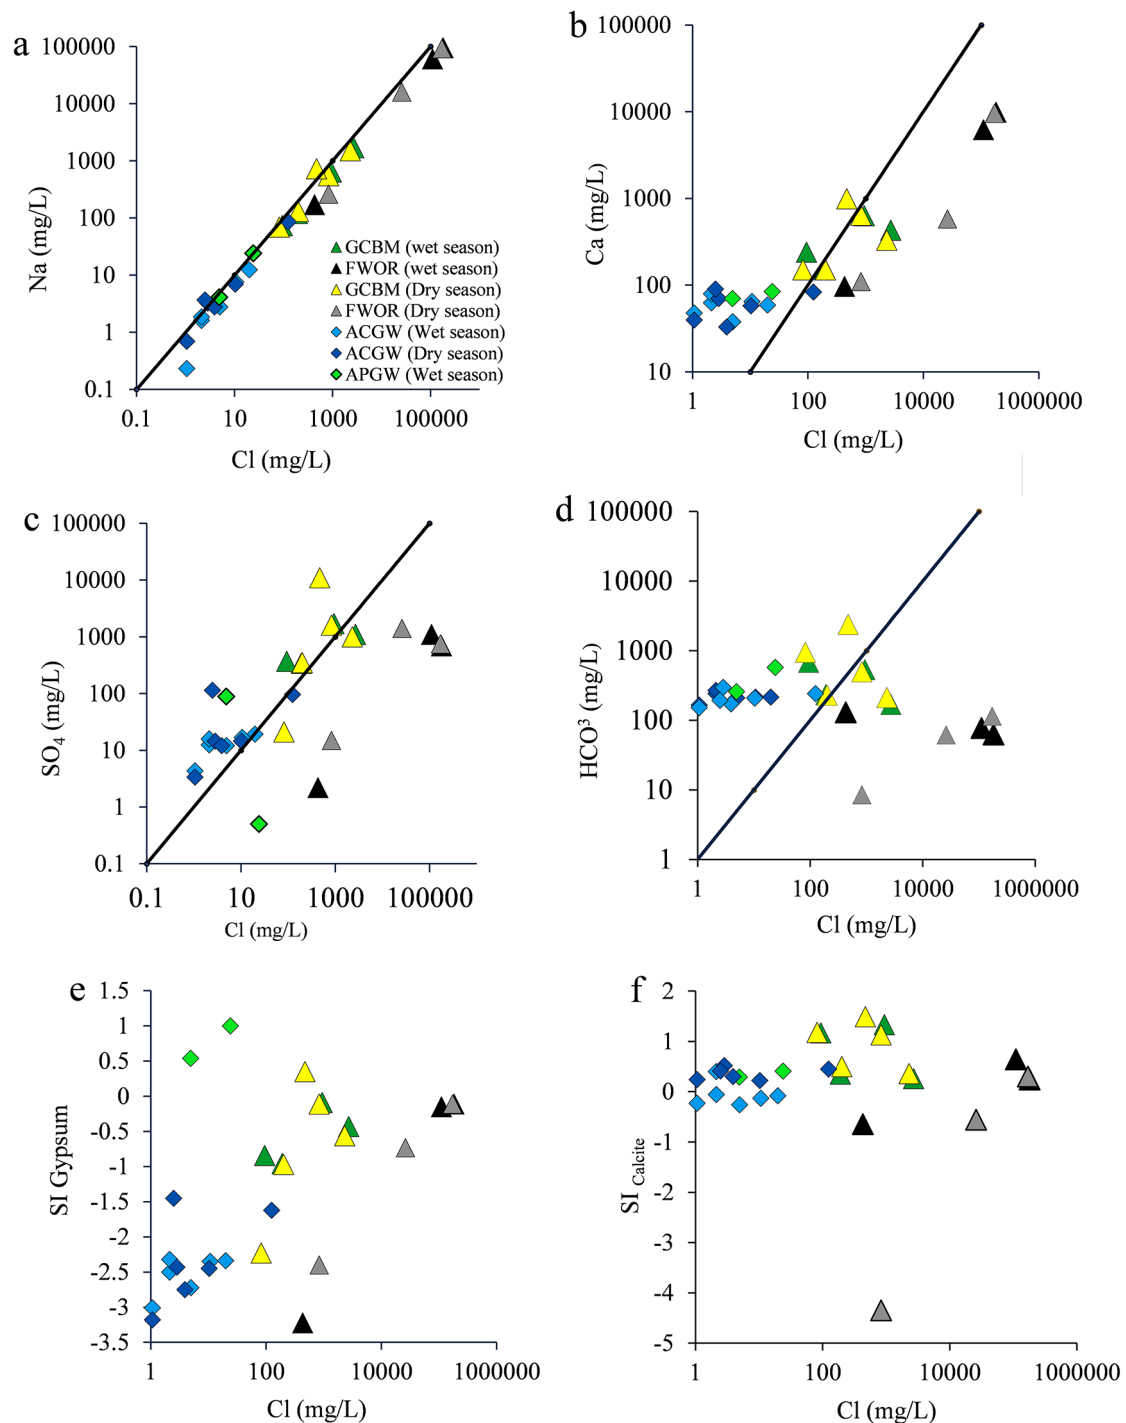 a
100000
10000
1000
100
10
1
0.1
Na (mg/L)
0.1
10
1000
100000
Cl (mg/L)
GCBM (wet season)
FWOR (wet season)
GCBM (Dry season)
FWOR (Dry season)
ACGW (Wet season)
ACGW (Dry season)
APGW (Wet season)
b
100000
10000
1000
100
10
Ca (mg/L)
1
100
10000
1000000
Cl (mg/L)
c
100000
10000
1000
100
10
1
0.1
SO4 (mg/L)
0.1
10
1000
100000
Cl (mg/L)
d
100000
10000
1000
100
10
1
HCO³ (mg/L)
1
100
10000
1000000
Cl (mg/L)
e
1.5
1
0.5
0
-0.5
-1
-1.5
-2
-2.5
-3
-3.5
SI Gypsum
1
100
10000
1000000
Cl (mg/L)
f
2
1
0
-1
-2
-3
-4
-5
SI Calcite
1
100
10000
1000000
Cl (mg/L)